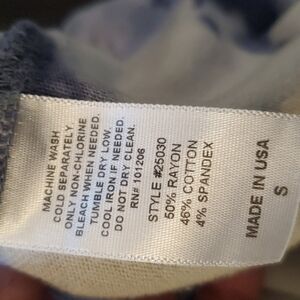 MACHINE WASH
COLD SEPARATELY.
ONLY NON-CHLORINE
BLEACH WHEN NEEDED.
TUMBLE DRY LOW.
COOL IRON IF NEEDED.
DO NOT DRY CLEAN.
RN# 101206
STYLE #25030
50% RAYON
46% COTTON
4% SPANDEX
MADE IN USA
S